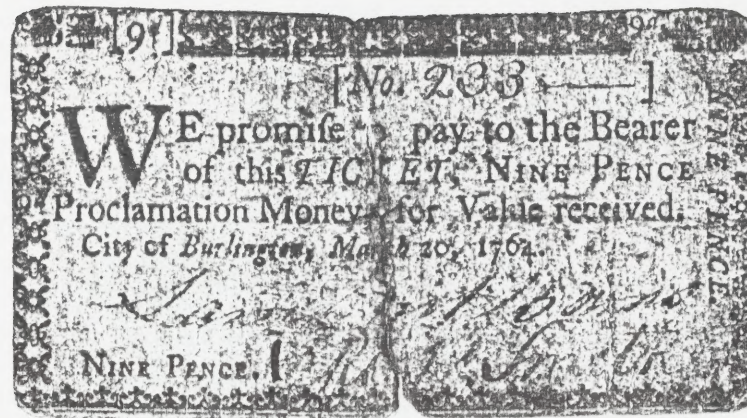 [9d.] 9d.
[No. 233 —]
WE promiſe to pay to the Bearer
of this TICKET, NINE PENCE
Proclamation Money for Value received.
City of Burlington, March 20, 1764.
NINE PENCE.
NINE PENCE